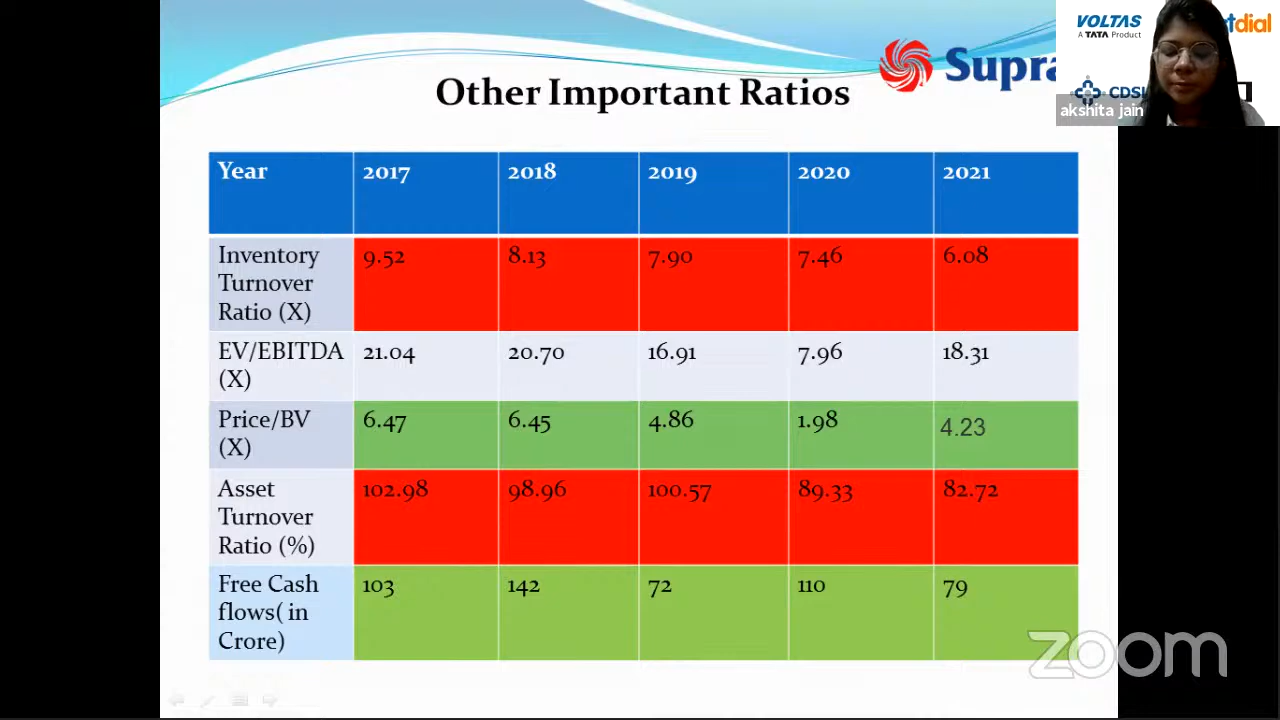 VOLTAS
A TATA Product
tdial
Supra
CDSL
akshita jain
Other Important Ratios
Year 2017 2018 2019 2020 2021
Inventory Turnover Ratio (X) 9.52 8.13 7.90 7.46 6.08
EV/EBITDA (X) 21.04 20.70 16.91 7.96 18.31
Price/BV (X) 6.47 6.45 4.86 1.98 4.23
Asset Turnover Ratio (%) 102.98 98.96 100.57 89.33 82.72
Free Cash flows( in Crore) 103 142 72 110 79
zoom